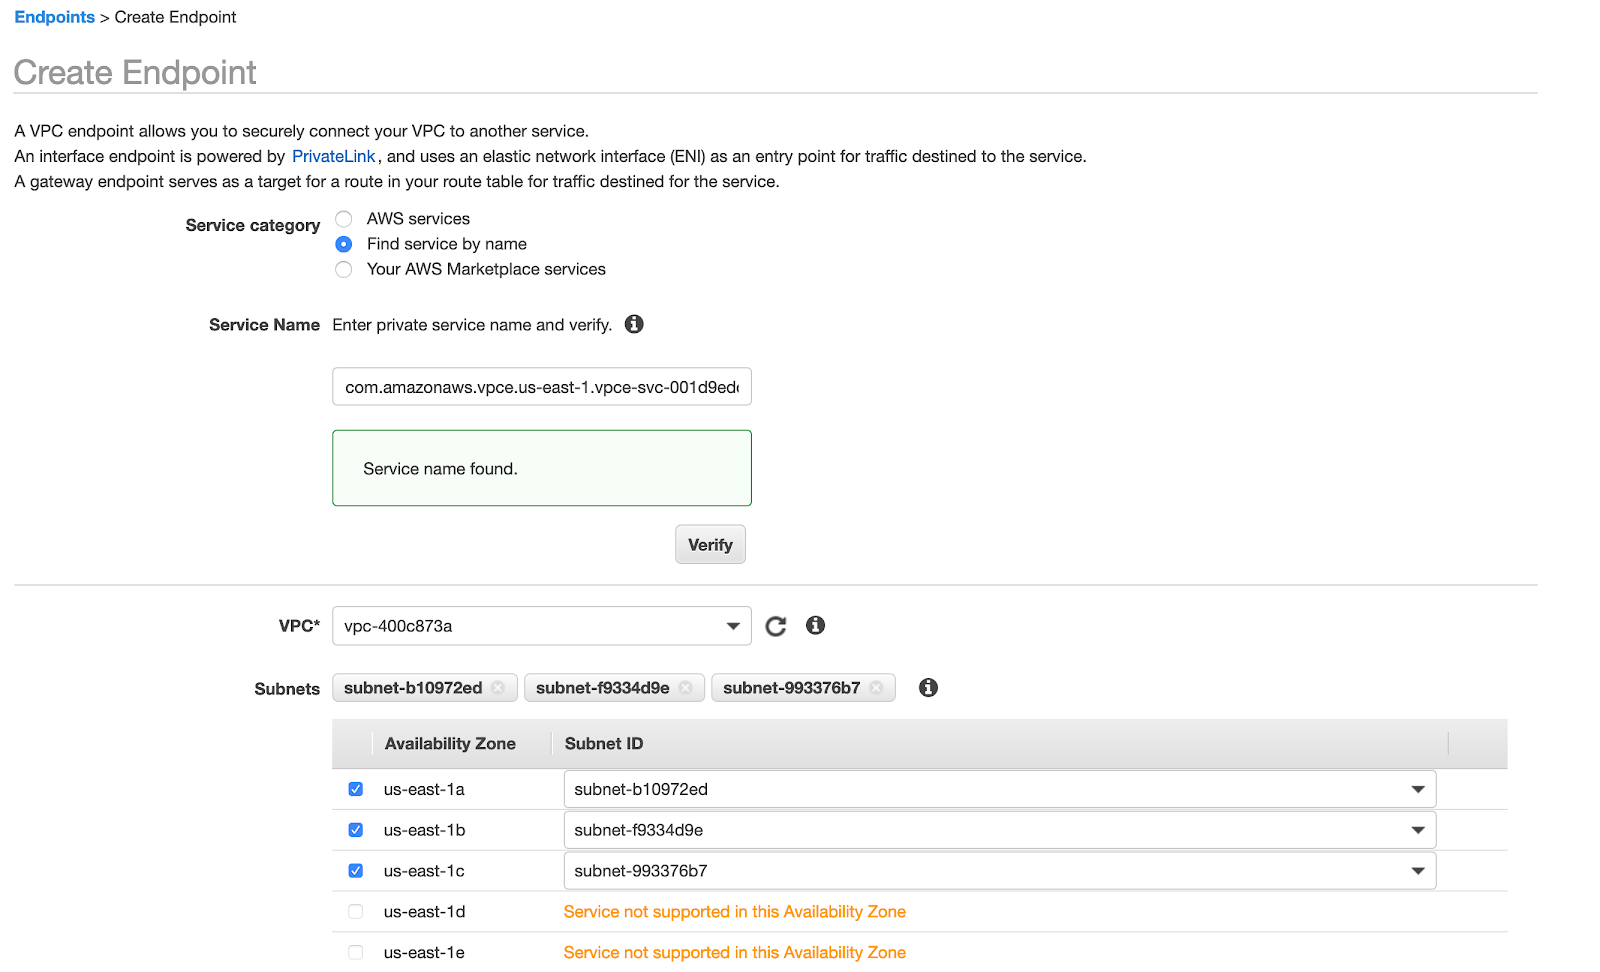 Endpoints > Create Endpoint
Create Endpoint
A VPC endpoint allows you to securely connect your VPC to another service.
An interface endpoint is powered by PrivateLink, and uses an elastic network interface (ENI) as an entry point for traffic destined to the service.
A gateway endpoint serves as a target for a route in your route table for traffic destined for the service.
Service category
AWS services
Find service by name
Your AWS Marketplace services
Service Name Enter private service name and verify.
com.amazonaws.vpce.us-east-1.vpce-svc-001d9ed
Service name found.
Verify
VPC* vpc-400c873a
Subnets subnet-b10972ed subnet-f9334d9e subnet-993376b7
Availability Zone Subnet ID
us-east-1a subnet-b10972ed
us-east-1b subnet-f9334d9e
us-east-1c subnet-993376b7
us-east-1d Service not supported in this Availability Zone
us-east-1e Service not supported in this Availability Zone